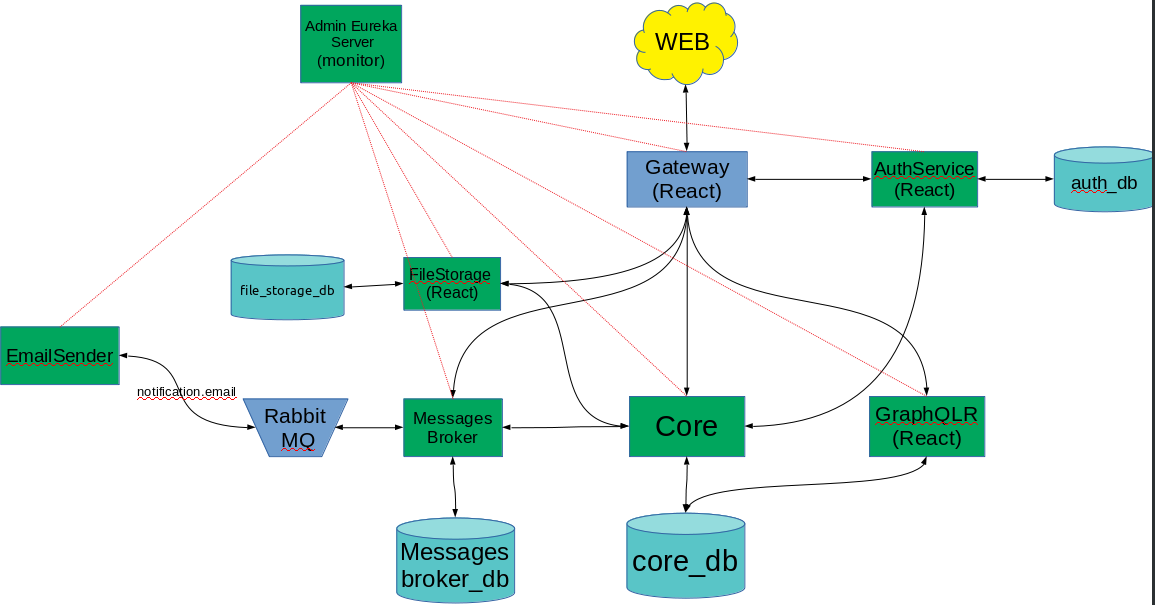 Admin Eureka
Server
(monitor)
WEB
Gateway
(React)
AuthService
(React)
auth_db
FileStorage
(React)
file_storage_db
EmailSender
notification.email
Rabbit
MQ
Messages
Broker
Core
GraphQLR
(React)
Messages
broker_db
core_db